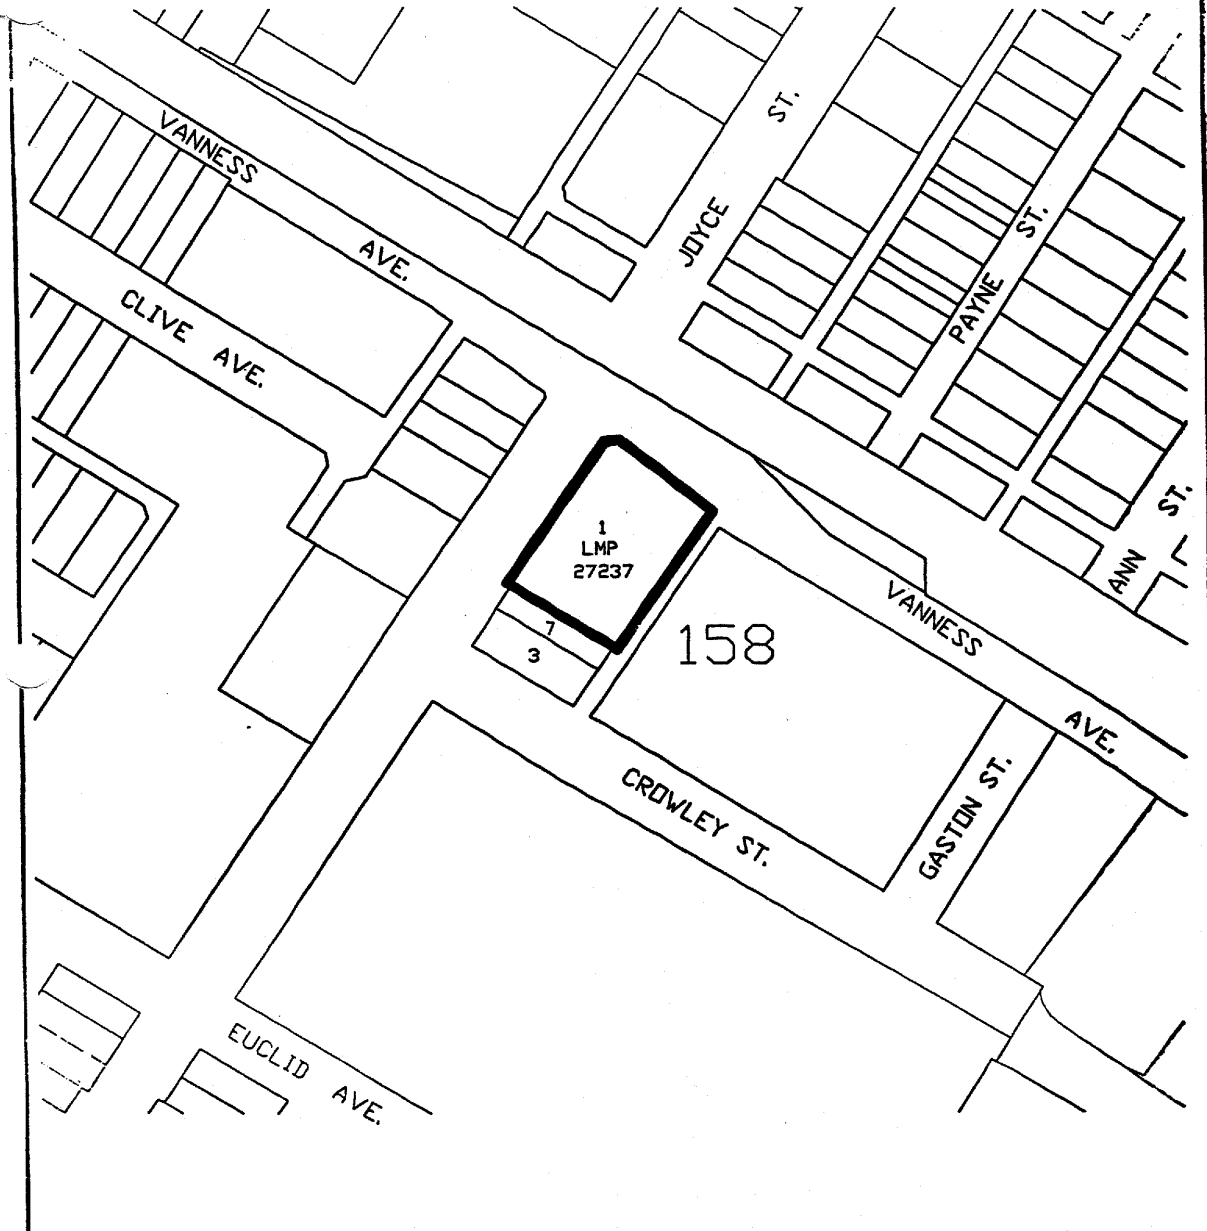 VANNESS
AVE.
JOYCE
ST.
PAYNE
ST.
CLIVE AVE.
ANN
ST.
1
LMP
27237
7
3
158
VANNESS
AVE.
CROWLEY ST.
GASTON ST.
EUCLID AVE.